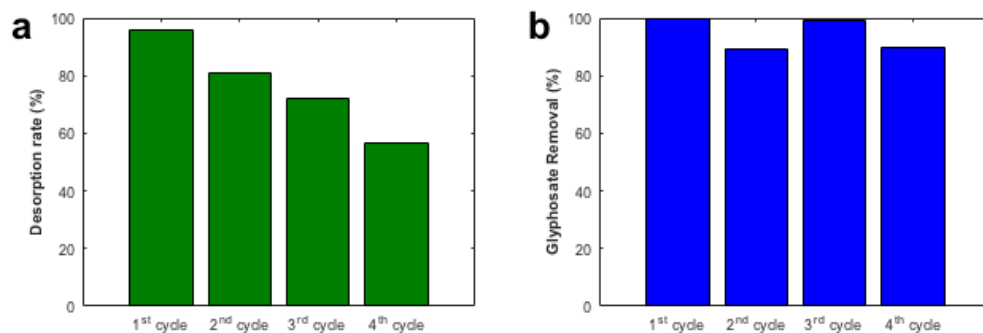 a
Desorption rate (%)
100
80
60
40
20
0
1st cycle 2nd cycle 3rd cycle 4th cycle
b
Glyphosate Removal (%)
100
80
60
40
20
0
1st cycle 2nd cycle 3rd cycle 4th cycle